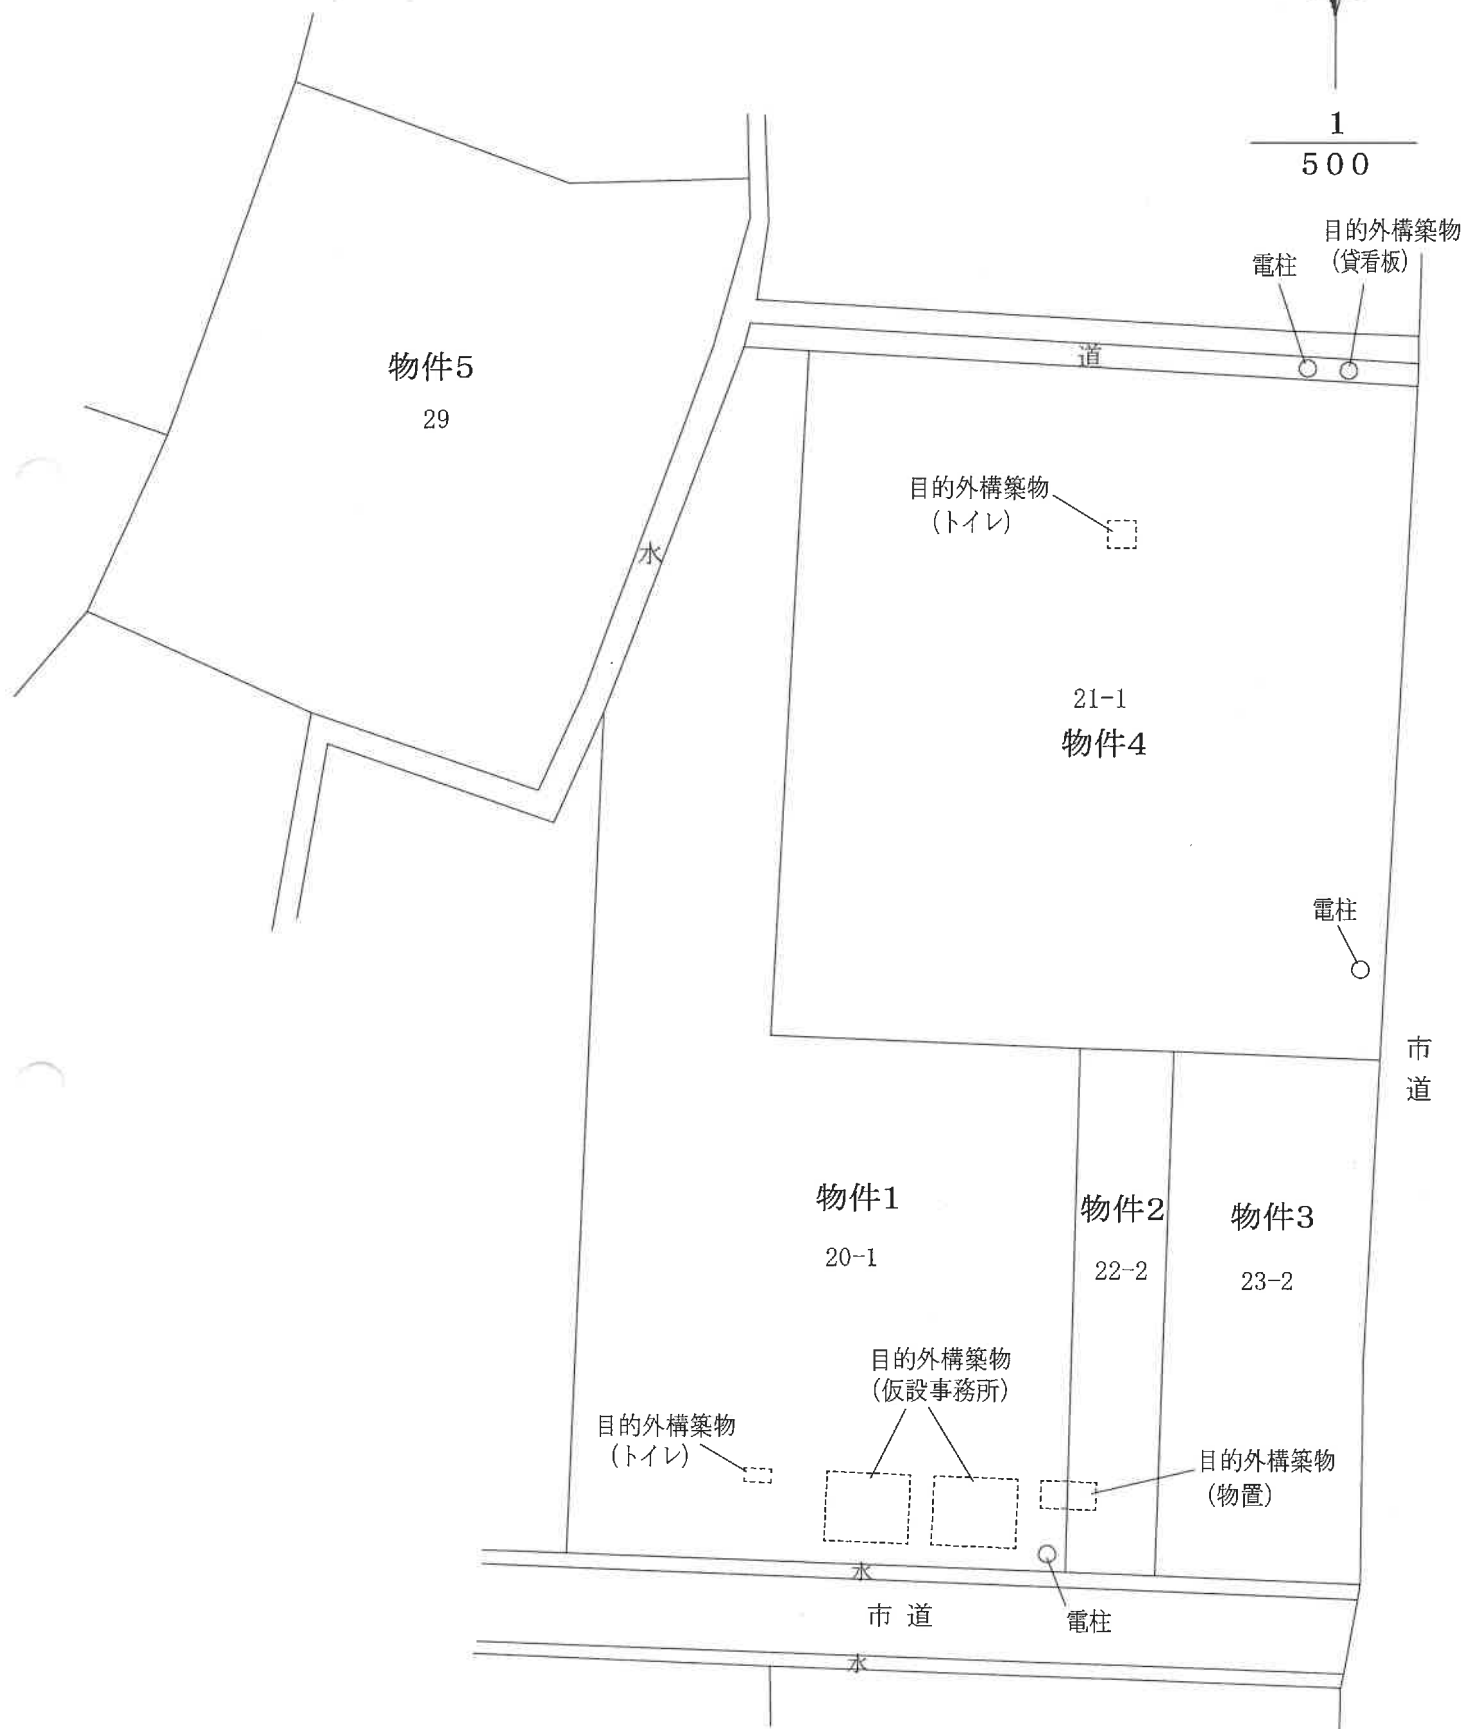 1
500
目的外構築物
(貸看板)
電柱
道
物件5
29
目的外構築物
(トイレ)
水
21-1
物件4
電柱
市
道
物件1
20-1
物件2
22-2
物件3
23-2
目的外構築物
(仮設事務所)
目的外構築物
(トイレ)
目的外構築物
(物置)
水
市 道
電柱
水